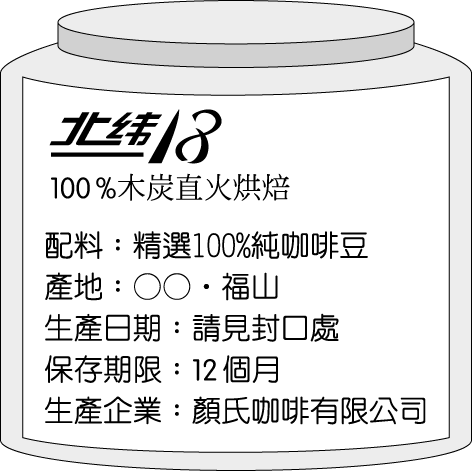 北纬18
100%木炭直火烘焙
配料：精選100%純咖啡豆
產地：○○・福山
生產日期：請見封口處
保存期限：12個月
生產企業：顏氏咖啡有限公司